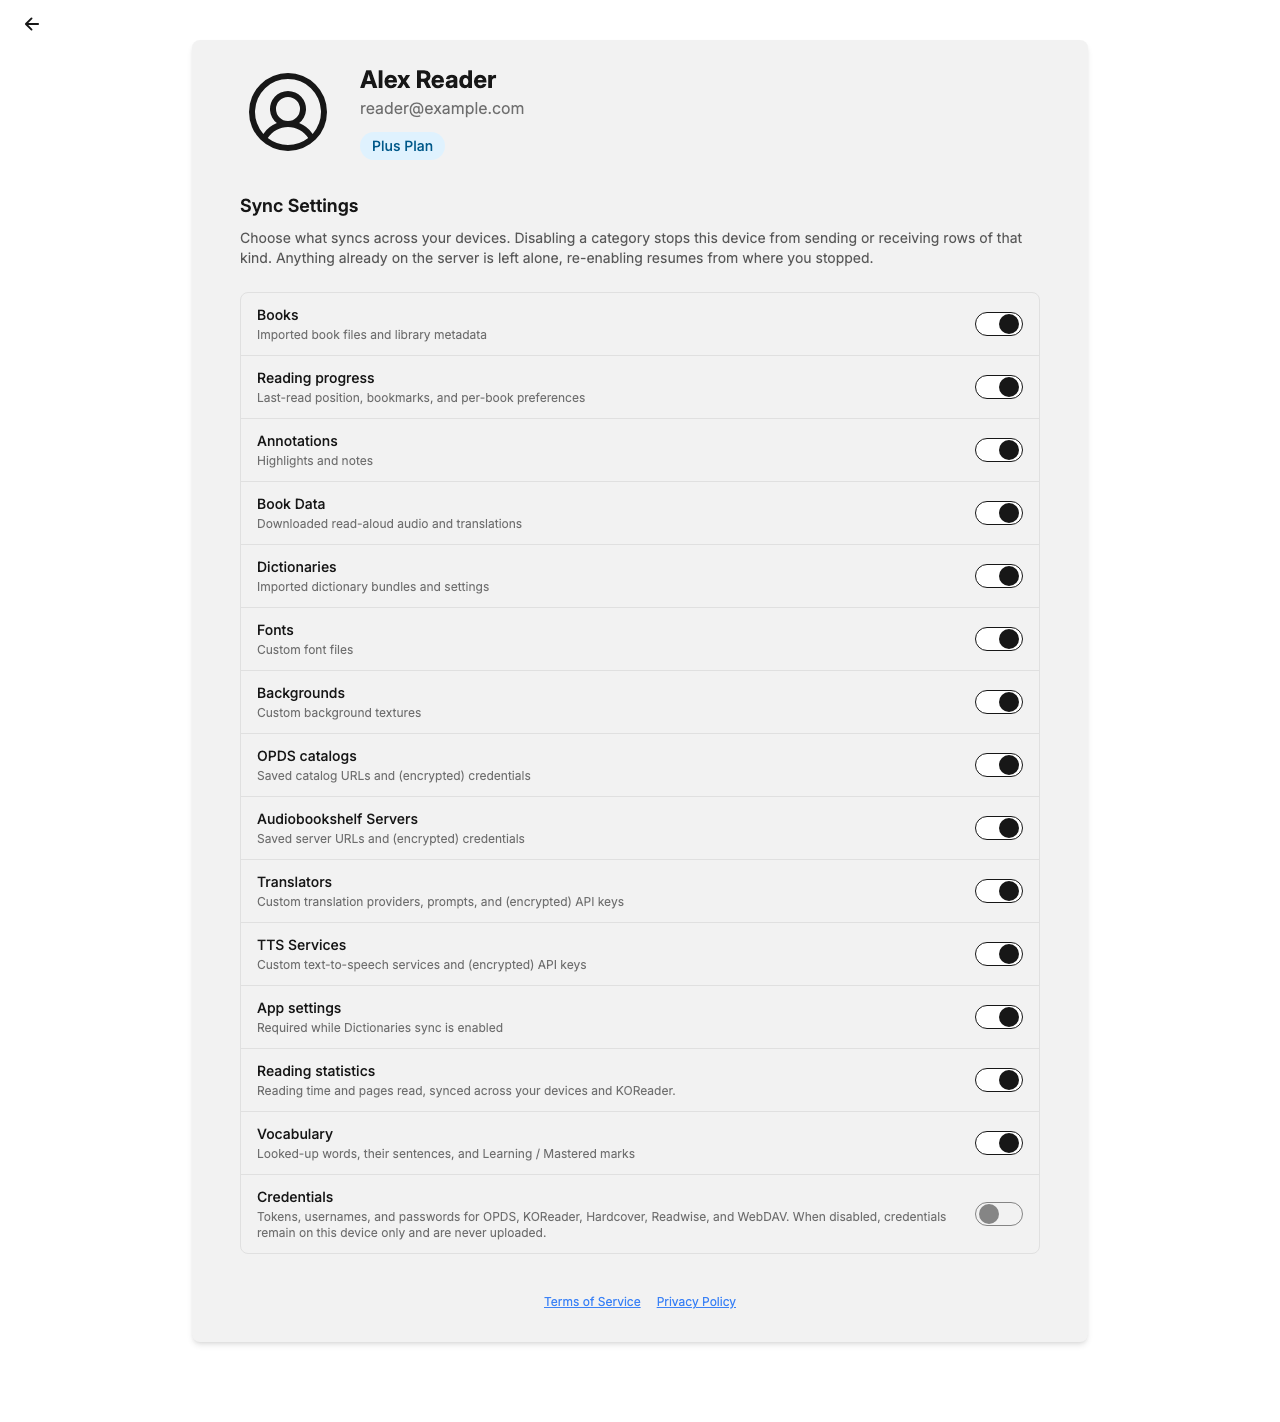 Alex Reader
reader@example.com
Plus Plan
Sync Settings
Choose what syncs across your devices. Disabling a category stops this device from sending or receiving rows of that
kind. Anything already on the server is left alone, re-enabling resumes from where you stopped.
Books
Imported book files and library metadata
Reading progress
Last-read position, bookmarks, and per-book preferences
Annotations
Highlights and notes
Book Data
Downloaded read-aloud audio and translations
Dictionaries
Imported dictionary bundles and settings
Fonts
Custom font files
Backgrounds
Custom background textures
OPDS catalogs
Saved catalog URLs and (encrypted) credentials
Audiobookshelf Servers
Saved server URLs and (encrypted) credentials
Translators
Custom translation providers, prompts, and (encrypted) API keys
TTS Services
Custom text-to-speech services and (encrypted) API keys
App settings
Required while Dictionaries sync is enabled
Reading statistics
Reading time and pages read, synced across your devices and KOReader.
Vocabulary
Looked-up words, their sentences, and Learning / Mastered marks
Credentials
Tokens, usernames, and passwords for OPDS, KOReader, Hardcover, Readwise, and WebDAV. When disabled, credentials
remain on this device only and are never uploaded.
Terms of Service Privacy Policy